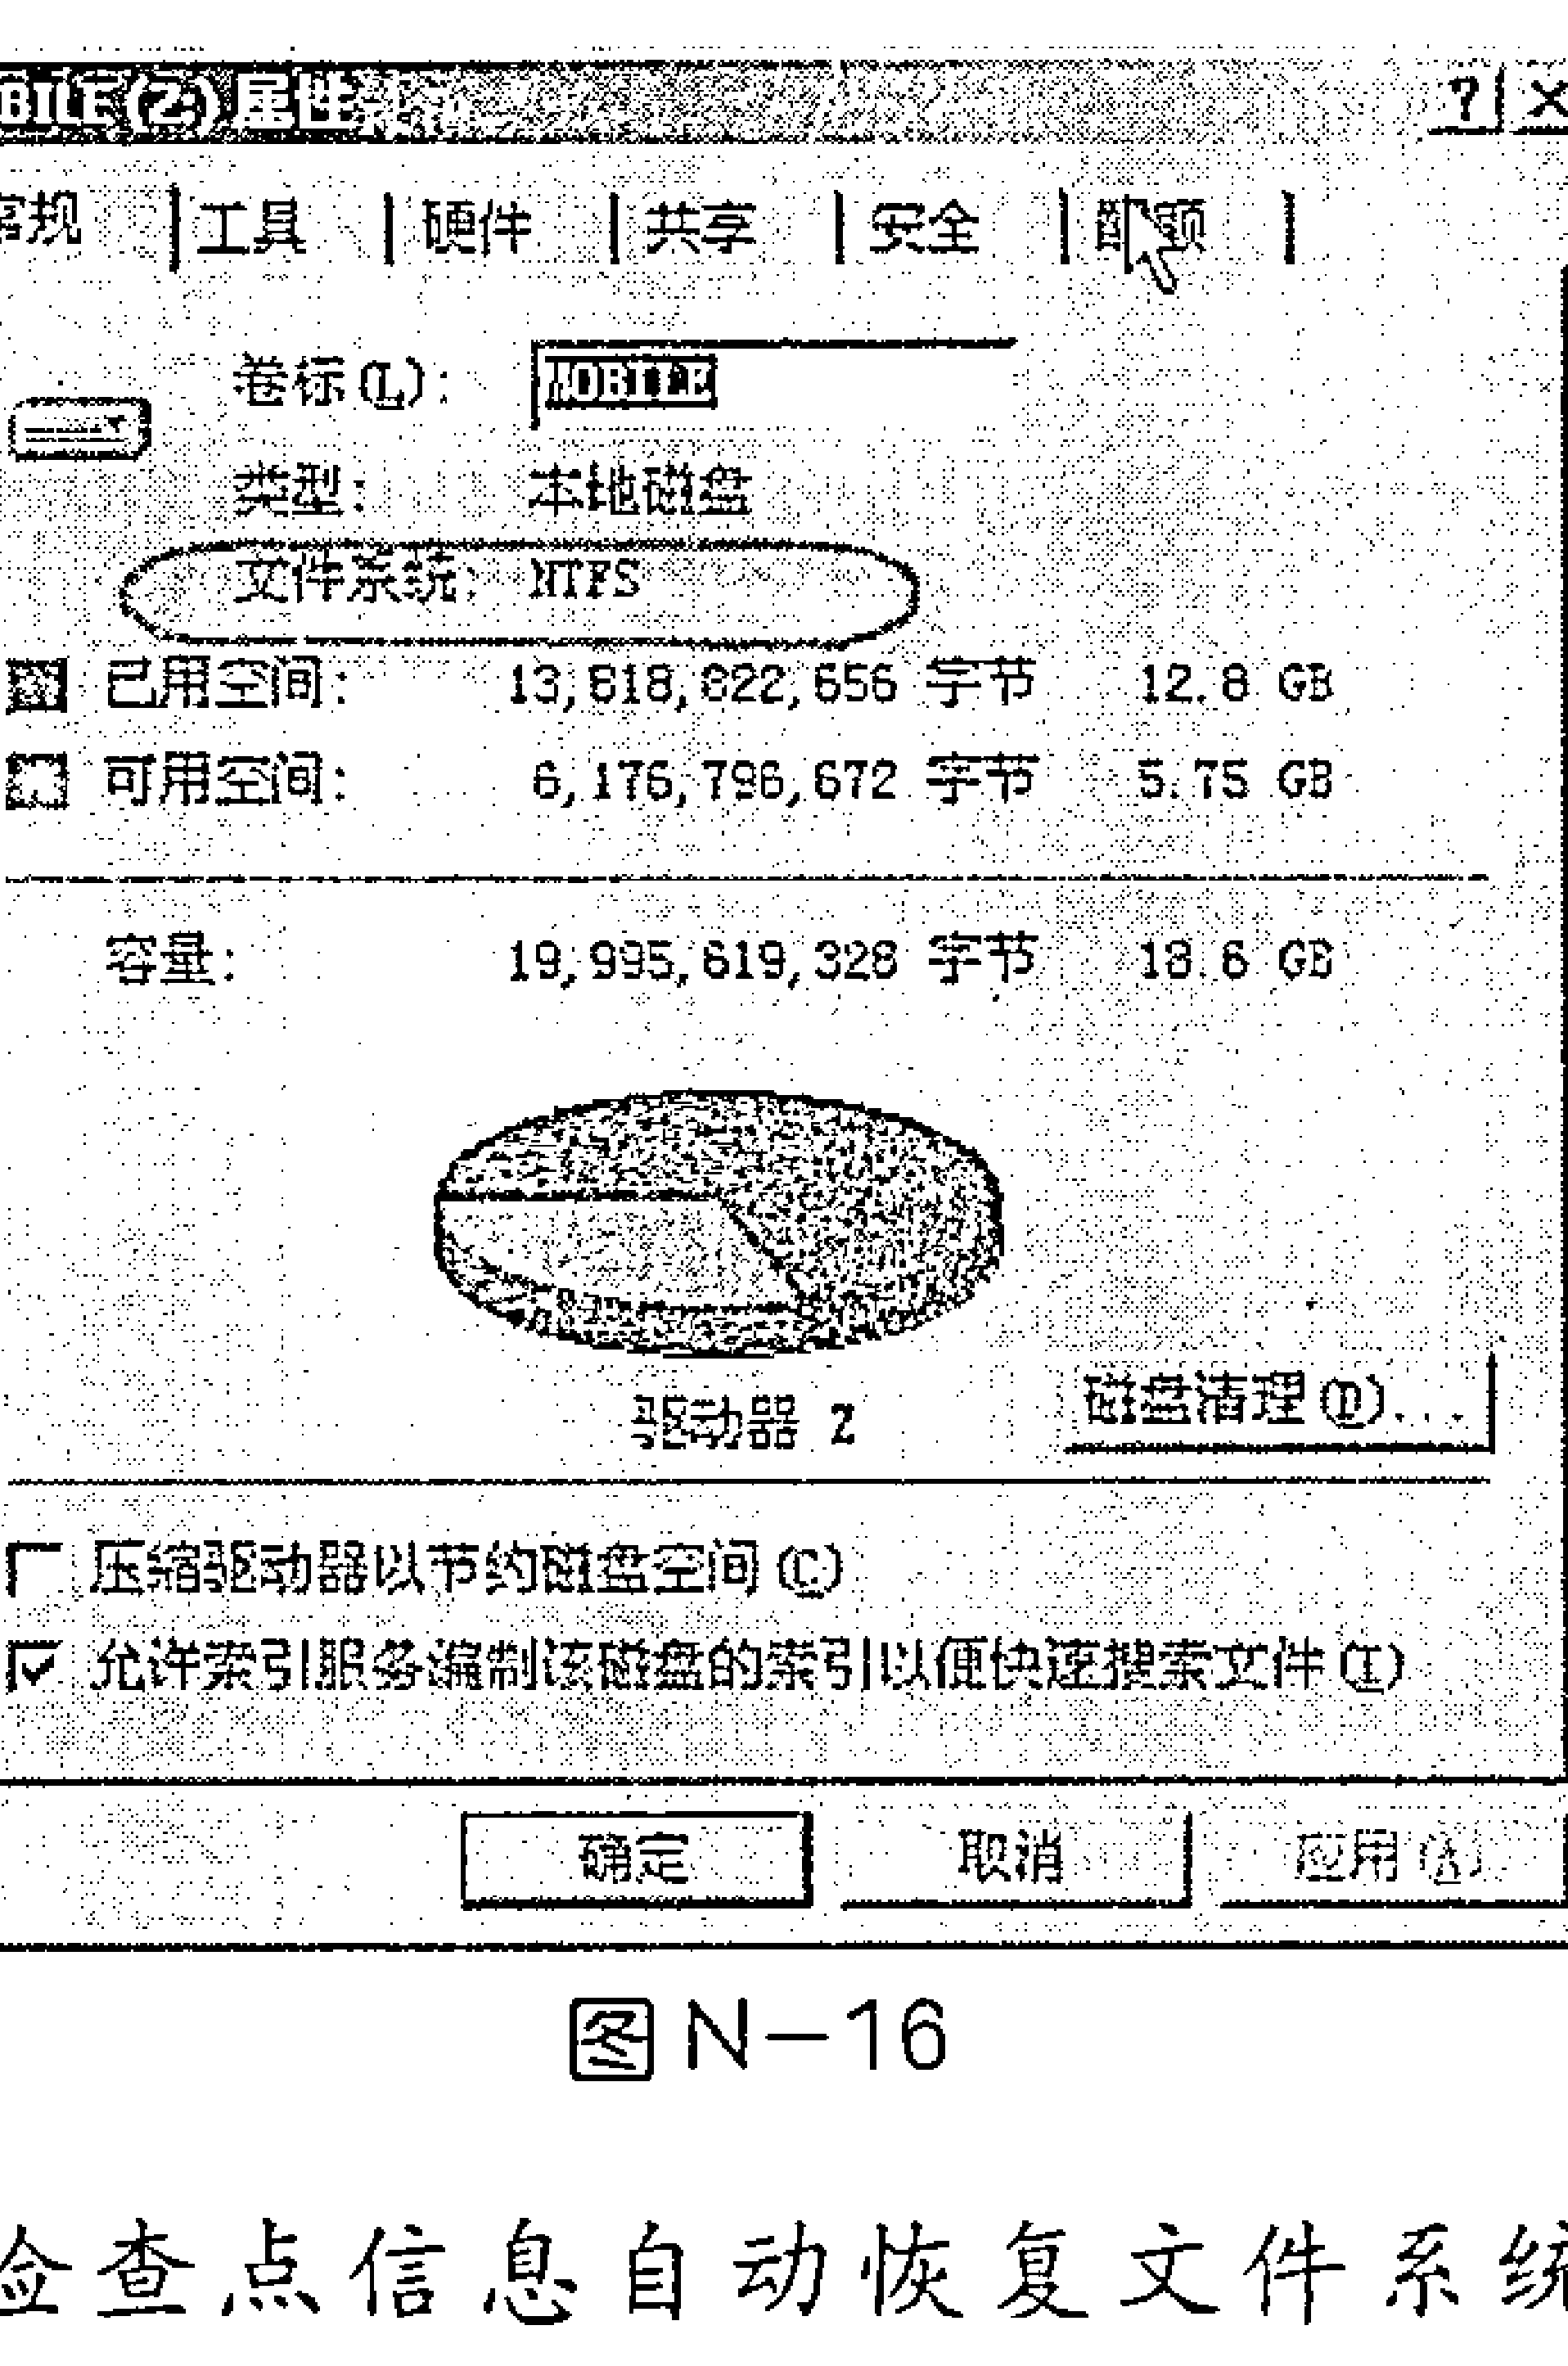 BILE(Z) 属性 ? ×
常规 工具 硬件 共享 安全 配额
卷标(L): MOBILE
类型: 本地磁盘
文件系统: NTFS
已用空间: 13,818,822,656 字节 12.8 GB
可用空间: 6,176,796,672 字节 5.75 GB
容量: 19,995,619,328 字节 18.6 GB
驱动器 Z
磁盘清理(D)...
压缩驱动器以节约磁盘空间(C)
允许索引服务编制该磁盘的索引以便快速搜索文件(I)
确定 取消 应用(A)
图N-16
检查点信息自动恢复文件系统